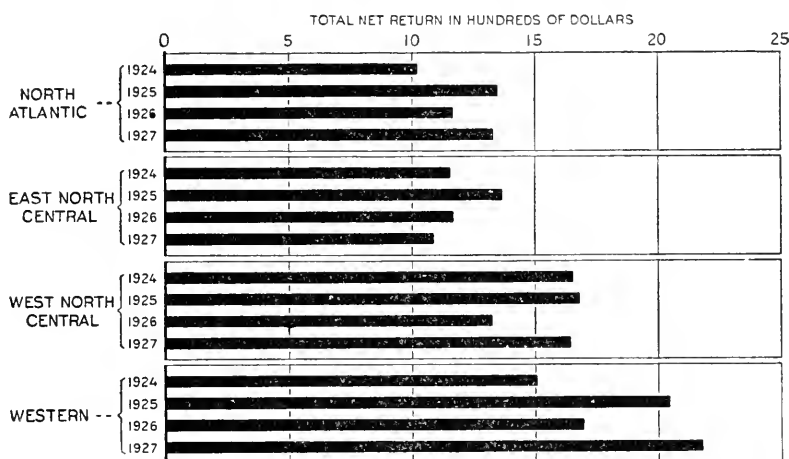 TOTAL NET RETURN IN HUNDREDS OF DOLLARS
0 5 10 15 20 25
NORTH ATLANTIC --
1924
1925
1926
1927
EAST NORTH CENTRAL
1924
1925
1926
1927
WEST NORTH CENTRAL
1924
1925
1926
1927
WESTERN --
1924
1925
1926
1927